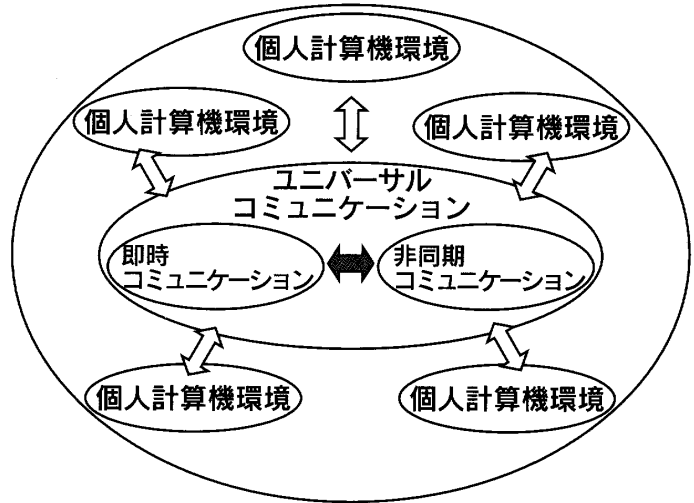 個人計算機環境
個人計算機環境
個人計算機環境
ユニバーサル
コミュニケーション
即時
コミュニケーション
非同期
コミュニケーション
個人計算機環境
個人計算機環境